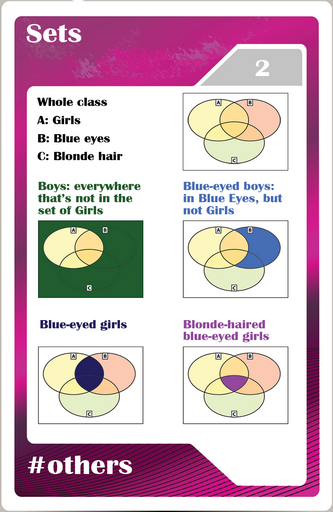 Sets
2
Whole class
A: Girls
B: Blue eyes
C: Blonde hair
A
B
C
Boys: everywhere
that's not in the
set of Girls
A
B
C
Blue-eyed boys:
in Blue Eyes, but
not Girls
A
B
C
Blue-eyed girls
A
B
C
Blonde-haired
blue-eyed girls
A
B
C
#others